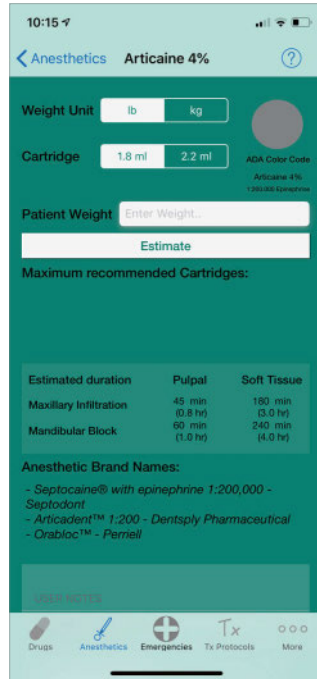 10:15
Anesthetics Articaine 4% ?
Weight Unit lb kg
Cartridge 1.8 ml 2.2 ml
ADA Color Code
Articaine 4%
1:200,000 Epinephrine
Patient Weight Enter Weight..
Estimate
Maximum recommended Cartridges:
Estimated duration Pulpal Soft Tissue
Maxillary Infiltration 45 min (0.8 hr) 180 min (3.0 hr)
Mandibular Block 60 min (1.0 hr) 240 min (4.0 hr)
Anesthetic Brand Names:
- Septocaine® with epinephrine 1:200,000 -
Septodont
- Articadent™ 1:200 - Dentsply Pharmaceutical
- Orabloc™ - Pierrell
USER NOTES
Drugs Anesthetics Emergencies Tx Protocols More